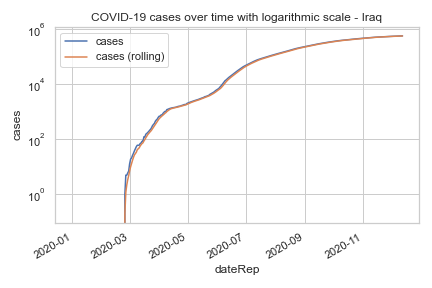 COVID-19 cases over time with logarithmic scale - Iraq
cases
cases (rolling)
10^6
10^4
10^2
10^0
cases
2020-01
2020-03
2020-05
2020-07
2020-09
2020-11
dateRep